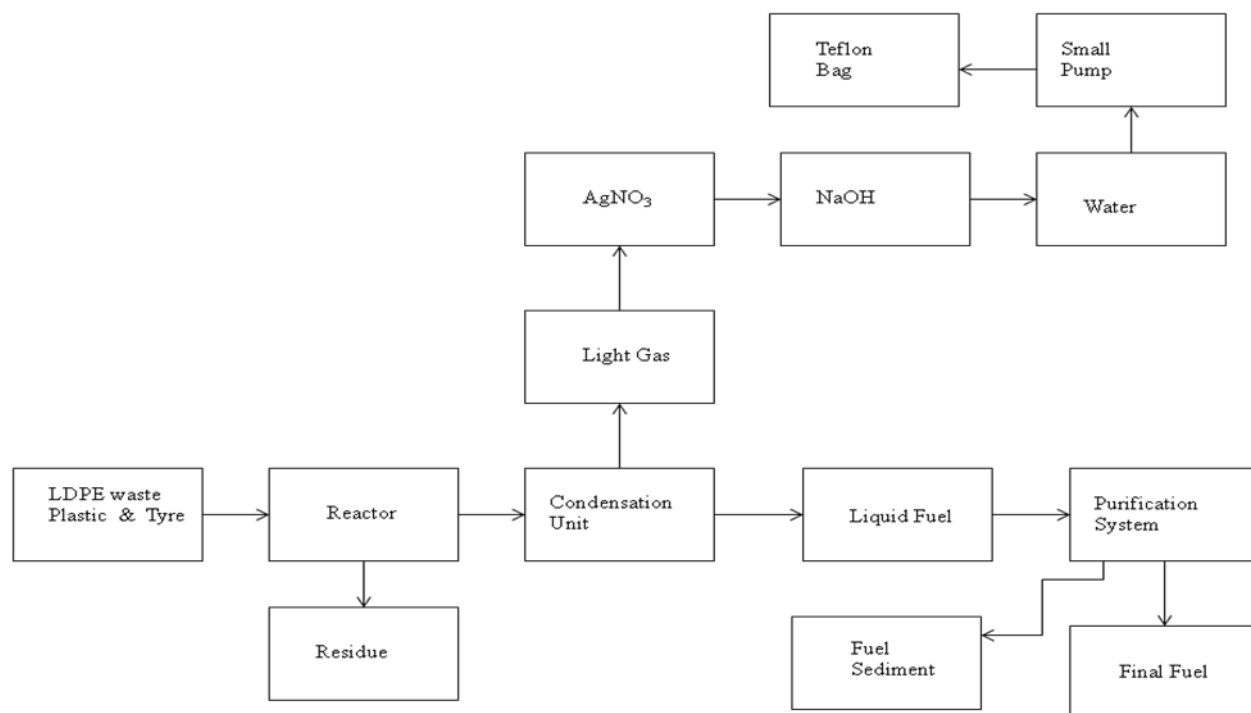 Teflon
Bag
Small
Pump
AgNO₃
NaOH
Water
Light Gas
LDPE waste
Plastic & Tyre
Reactor
Condensation
Unit
Liquid Fuel
Purification
System
Residue
Fuel
Sediment
Final Fuel